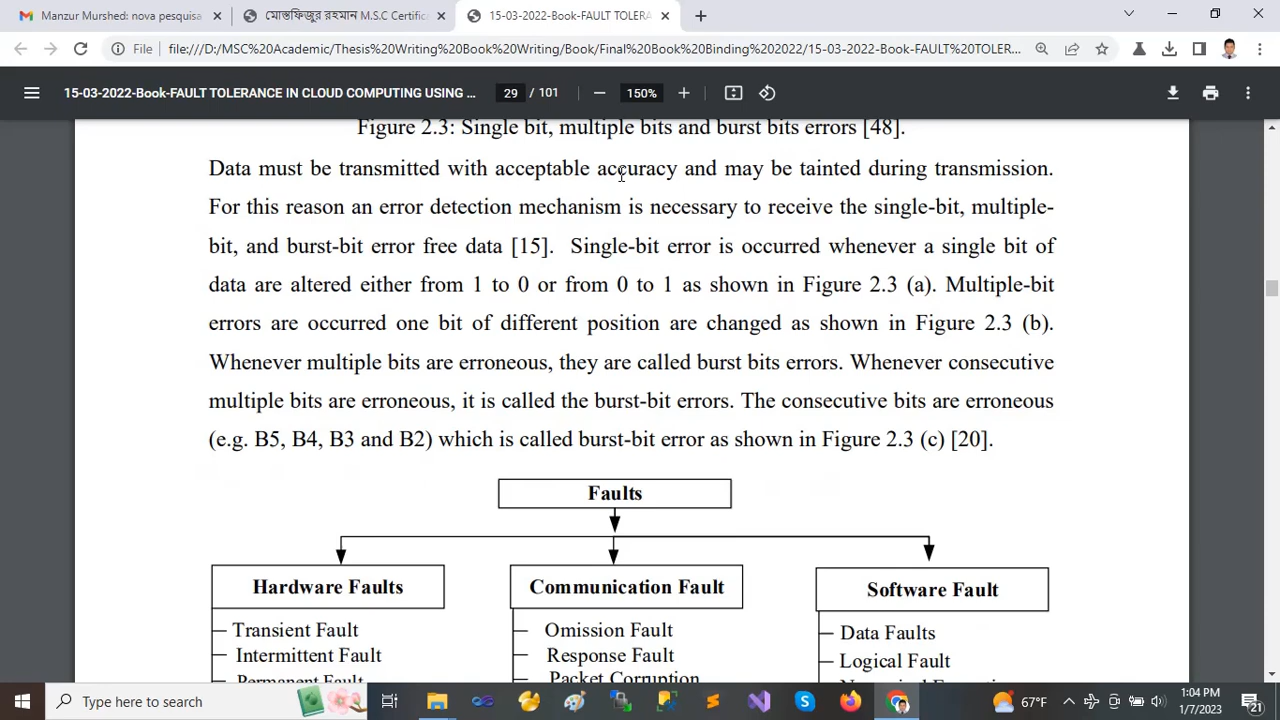 Manzur Murshed: nova pesquisa
মোস্তফিজুর রহমান M.S.C Certific
15-03-2022-Book-FAULT TOLERA
File
file:///D:/MSC%20Academic/Thesis%20Writing%20Book%20Writing/Book/Final%20Book%20Binding%202022/15-03-2022-Book-FAULT%20TOLER...
15-03-2022-Book-FAULT TOLERANCE IN CLOUD COMPUTING USING ...
29 / 101
150%
Figure 2.3: Single bit, multiple bits and burst bits errors [48].
Data must be transmitted with acceptable accuracy and may be tainted during transmission.
For this reason an error detection mechanism is necessary to receive the single-bit, multiple-
bit, and burst-bit error free data [15]. Single-bit error is occurred whenever a single bit of
data are altered either from 1 to 0 or from 0 to 1 as shown in Figure 2.3 (a). Multiple-bit
errors are occurred one bit of different position are changed as shown in Figure 2.3 (b).
Whenever multiple bits are erroneous, they are called burst bits errors. Whenever consecutive
multiple bits are erroneous, it is called the burst-bit errors. The consecutive bits are erroneous
(e.g. B5, B4, B3 and B2) which is called burst-bit error as shown in Figure 2.3 (c) [20].
Faults
Hardware Faults
Communication Fault
Software Fault
Transient Fault
Omission Fault
Data Faults
Intermittent Fault
Response Fault
Logical Fault
Permanent Fault
Packet Corruption
Type here to search
67°F
1:04 PM
1/7/2023
21